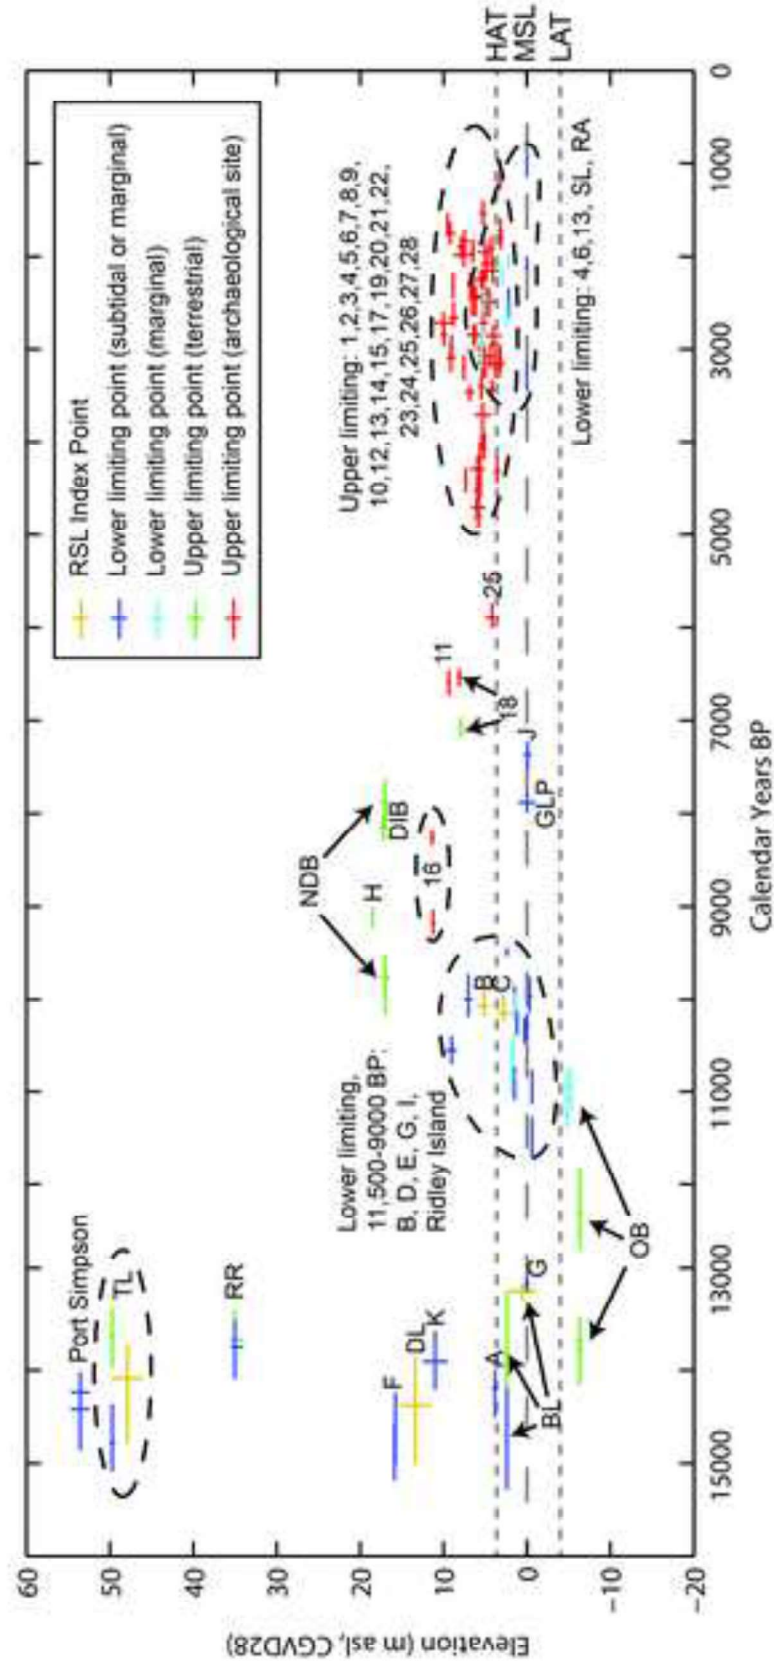 RSL Index Point
Lower limiting point (subtidal or marginal)
Lower limiting point (marginal)
Upper limiting point (terrestrial)
Upper limiting point (archaeological site)
Port Simpson
TL
RR
F
DL
K
A
BL
G
OB
Lower limiting,
11,500-9000 BP:
B, D, E, G, I,
Ridley Island
B
C
NDB
H
DIB
16
GLP
J
18
11
25
Upper limiting: 1,2,3,4,5,6,7,8,9,
10,12,13,14,15,17,19,20,21,22,
23,24,25,26,27,28
Lower limiting: 4,6,13, SL, RA
HAT
MSL
LAT
60
50
40
30
20
10
0
−10
−20
Elevation (m asl, CGVD28)
15000
13000
11000
9000
7000
5000
3000
1000
0
Calendar Years BP